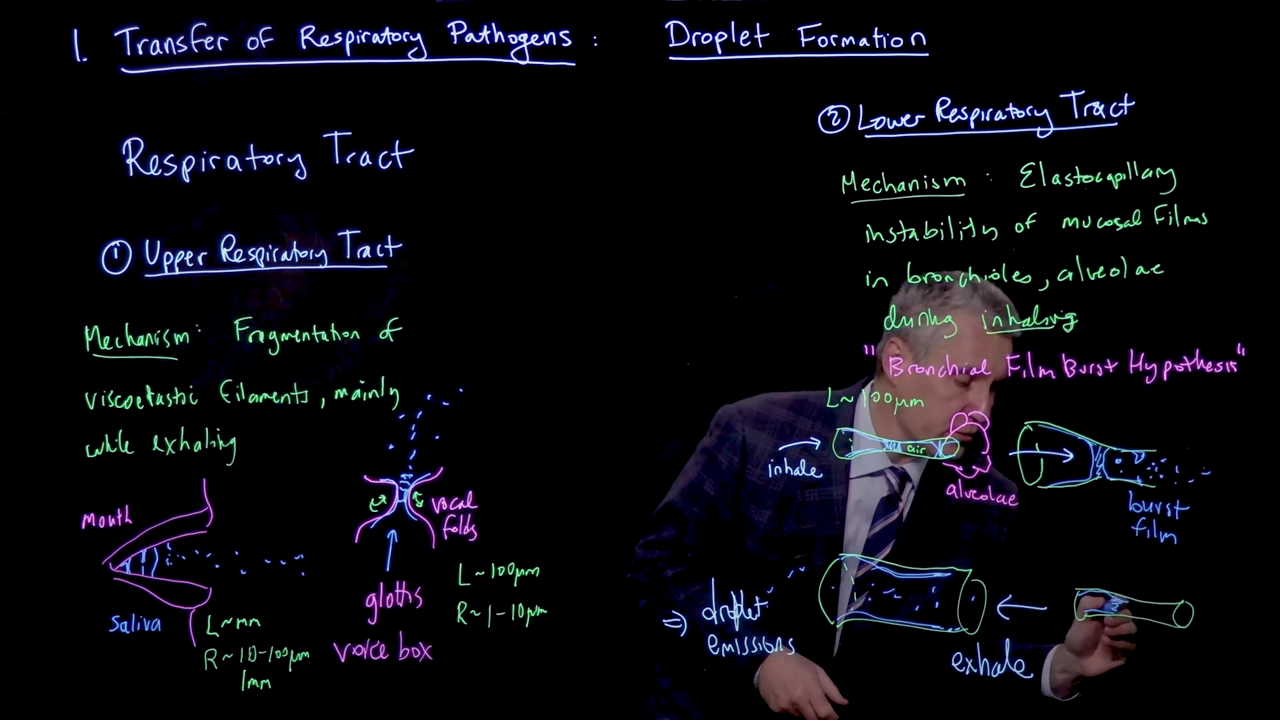 1. Transfer of Respiratory Pathogens : Droplet Formation
Respiratory Tract
① Upper Respiratory Tract
Mechanism: Fragmentation of
viscoelastic filaments, mainly
while exhaling
Mouth
Saliva
L~mm
R~10-100μm
1mm
vocal
folds
gloths
voice box
L~100μm
R~1-10μm
② Lower Respiratory Tract
Mechanism : Elastocapillary
instability of mucosal films
in bronchioles, alveolae
during inhaling
"Bronchial Film Burst Hypothesis"
L~100μm
inhale
air
alveolae
burst
film
⇒ droplet
emissions
exhale